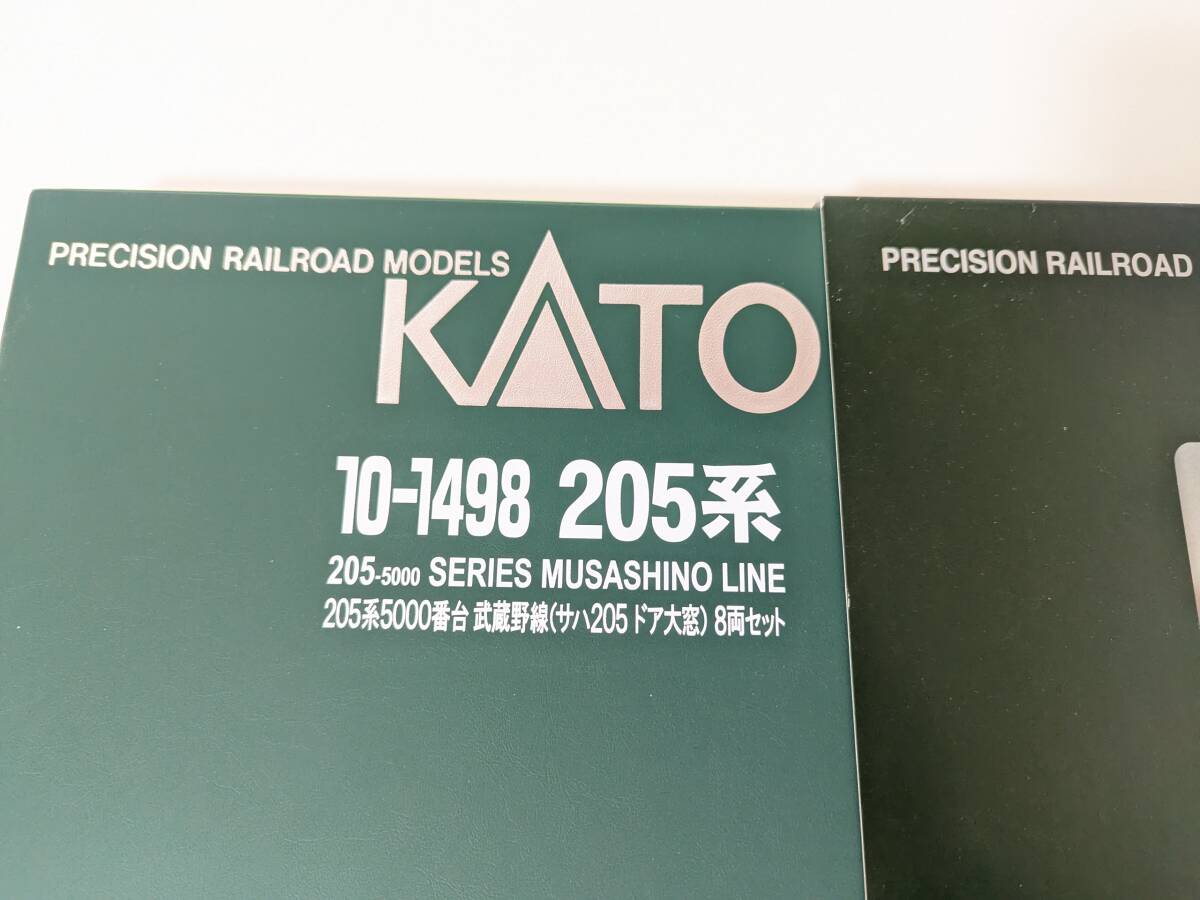 PRECISION RAILROAD MODELS
KATO
10-1498 205系
205-5000 SERIES MUSASHINO LINE
205系5000番台 武蔵野線(サハ205 ドア大窓) 8両セット
PRECISION RAILROAD